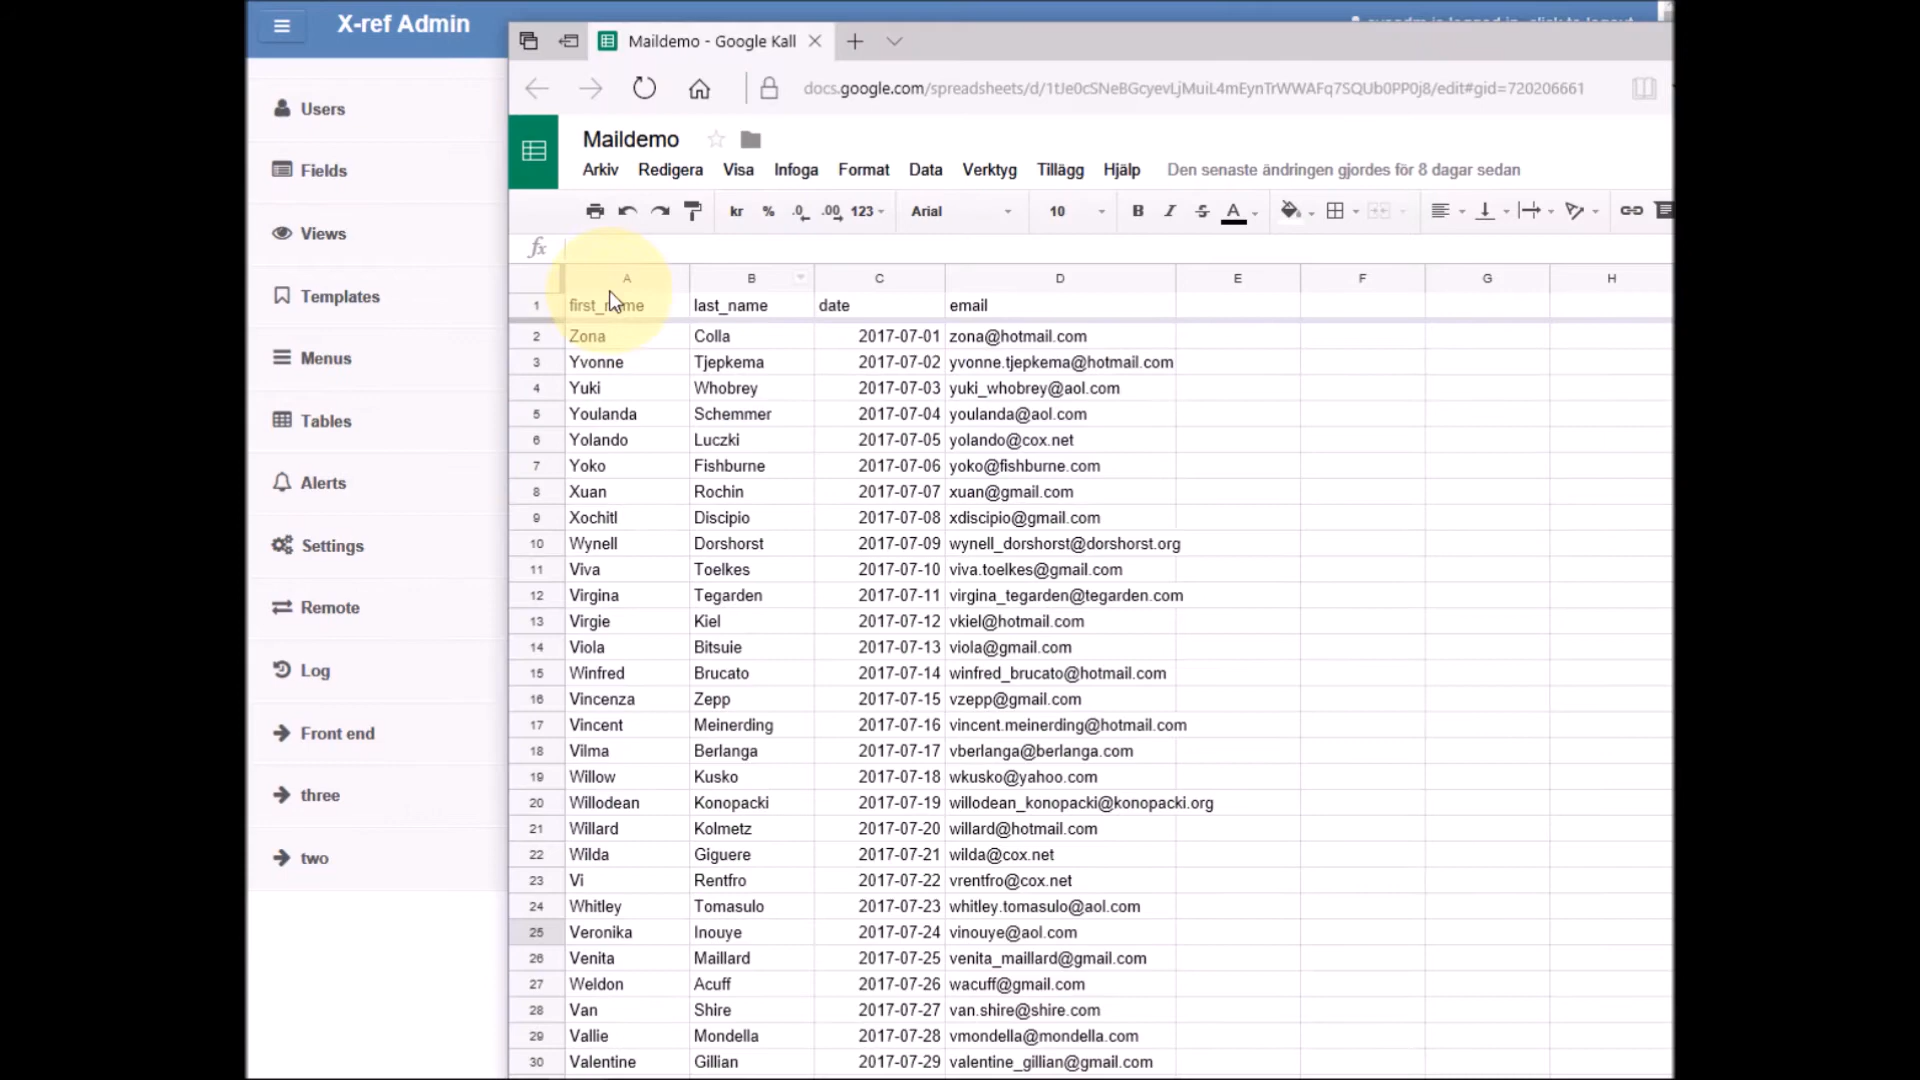 X-ref Admin
Users
Fields
Views
Templates
Menus
Tables
Alerts
Settings
Remote
Log
Front end
three
two
Maildemo - Google Kall
docs.google.com/spreadsheets/d/1tJe0cSNeBGcyevLjMuiL4mEynTrWWAFq7SQUb0PP0j8/edit#gid=720206661
Maildemo
Arkiv Redigera Visa Infoga Format Data Verktyg Tillägg Hjälp Den senaste ändringen gjordes för 8 dagar sedan
kr % .0 .00 123 Arial 10 B I S A
fx
A B C D E F G H
1 first_name last_name date email
2 Zona Colla 2017-07-01 zona@hotmail.com
3 Yvonne Tjepkema 2017-07-02 yvonne.tjepkema@hotmail.com
4 Yuki Whobrey 2017-07-03 yuki_whobrey@aol.com
5 Youlanda Schemmer 2017-07-04 youlanda@aol.com
6 Yolando Luczki 2017-07-05 yolando@cox.net
7 Yoko Fishburne 2017-07-06 yoko@fishburne.com
8 Xuan Rochin 2017-07-07 xuan@gmail.com
9 Xochitl Discipio 2017-07-08 xdiscipio@gmail.com
10 Wynell Dorshorst 2017-07-09 wynell_dorshorst@dorshorst.org
11 Viva Toelkes 2017-07-10 viva.toelkes@gmail.com
12 Virgina Tegarden 2017-07-11 virgina_tegarden@tegarden.com
13 Virgie Kiel 2017-07-12 vkiel@hotmail.com
14 Viola Bitsuie 2017-07-13 viola@gmail.com
15 Winfred Brucato 2017-07-14 winfred_brucato@hotmail.com
16 Vincenza Zepp 2017-07-15 vzepp@gmail.com
17 Vincent Meinerding 2017-07-16 vincent.meinerding@hotmail.com
18 Vilma Berlanga 2017-07-17 vberlanga@berlanga.com
19 Willow Kusko 2017-07-18 wkusko@yahoo.com
20 Willodean Konopacki 2017-07-19 willodean_konopacki@konopacki.org
21 Willard Kolmetz 2017-07-20 willard@hotmail.com
22 Wilda Giguere 2017-07-21 wilda@cox.net
23 Vi Rentfro 2017-07-22 vrentfro@cox.net
24 Whitley Tomasulo 2017-07-23 whitley.tomasulo@aol.com
25 Veronika Inouye 2017-07-24 vinouye@aol.com
26 Venita Maillard 2017-07-25 venita_maillard@gmail.com
27 Weldon Acuff 2017-07-26 wacuff@gmail.com
28 Van Shire 2017-07-27 van.shire@shire.com
29 Vallie Mondella 2017-07-28 vmondella@mondella.com
30 Valentine Gillian 2017-07-29 valentine_gillian@gmail.com